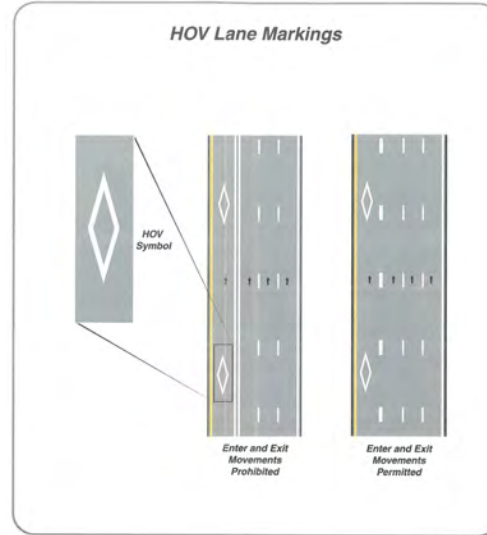 HOV Lane Markings
HOV
Symbol
Enter and Exit
Movements
Prohibited
Enter and Exit
Movements
Permitted